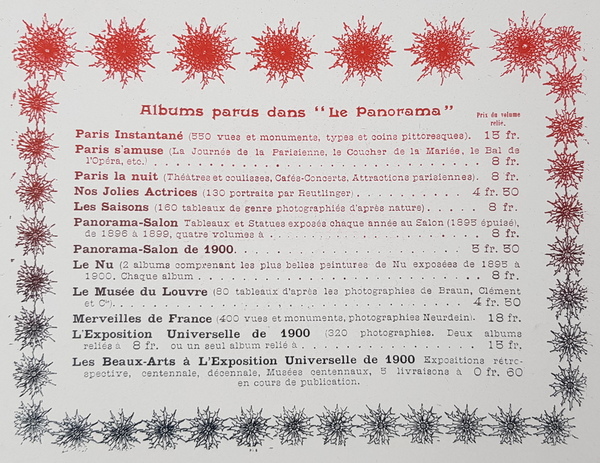 Albums parus dans “Le Panorama”
Prix du volume
relié.
Paris Instantané (550 vues et monuments, types et coins pittoresques). 15 fr.
Paris s'amuse (La Journée de la Parisienne, le Coucher de la Mariée, le Bal de
l'Opéra, etc.) . . . . . . . . . . . . . . . . . . . . . . . . 8 fr.
Paris la nuit (Théâtres et coulisses, Cafés-Concerts, Attractions parisiennes). 8 fr.
Nos Jolies Actrices (130 portraits par Reutlinger). . . . . . . . . . 4 fr. 50
Les Saisons (160 tableaux de genre photographiés d'après nature). . . . . . 8 fr.
Panorama-Salon Tableaux et Statues exposés chaque année au Salon (1895 épuisé),
de 1896 à 1899, quatre volumes à . . . . . . . . . . . . . . . 8 fr.
Panorama-Salon de 1900. . . . . . . . . . . . . . . . . 5 fr. 50
Le Nu (2 albums comprenant les plus belles peintures de Nu exposées de 1895 à
1900. Chaque album . . . . . . . . . . . . . . . . . . . . 8 fr.
Le Musée du Louvre (80 tableaux d'après les photographies de Braun, Clément
et Cie). . . . . . . . . . . . . . . . . . . . . . . . 4 fr. 50
Merveilles de France (400 vues et monuments, photographies Neurdein). 18 fr.
L'Exposition Universelle de 1900 (320 photographies. Deux albums
reliés à 8 fr. ou un seul album relié à . . . . . . . . . . . . . 15 fr.
Les Beaux-Arts à L'Exposition Universelle de 1900 Expositions rétro-
spective, centennale, décennale, Musées centennaux, 5 livraisons à 0 fr. 60
en cours de publication.